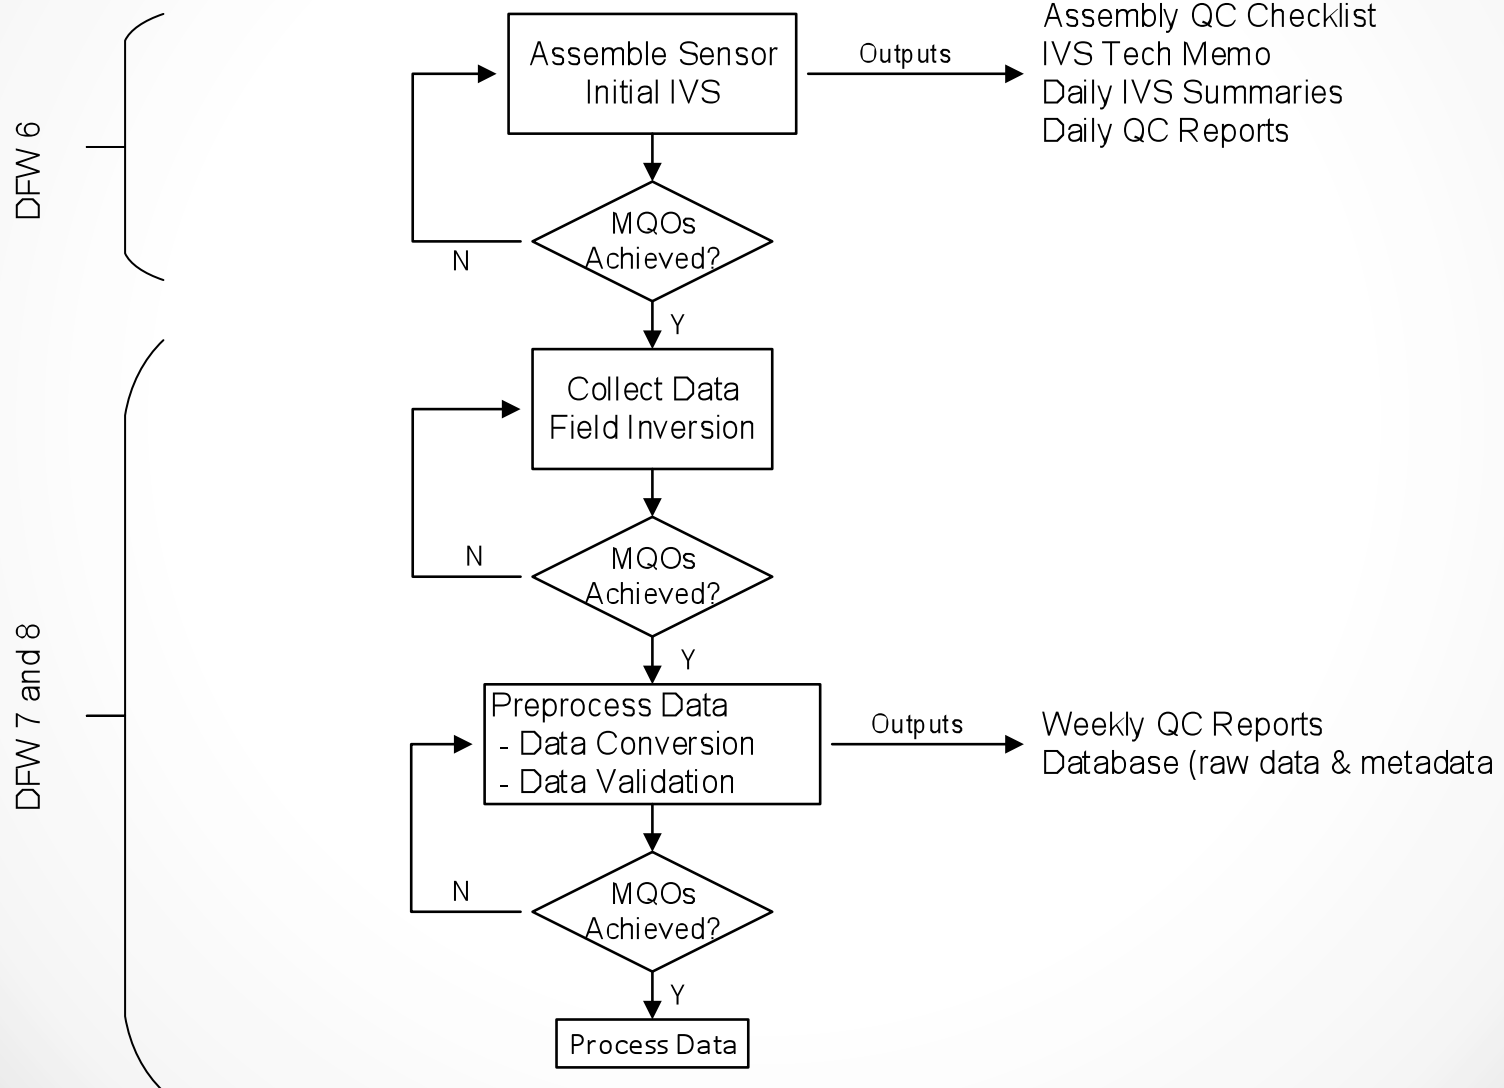 DFW 6
Assemble Sensor
Initial IVS
Outputs
Assembly QC Checklist
IVS Tech Memo
Daily IVS Summaries
Daily QC Reports
MQOs
Achieved?
N
Y
DFW 7 and 8
Collect Data
Field Inversion
MQOs
Achieved?
N
Y
Preprocess Data
- Data Conversion
- Data Validation
Outputs
Weekly QC Reports
Database (raw data & metadata
MQOs
Achieved?
N
Y
Process Data